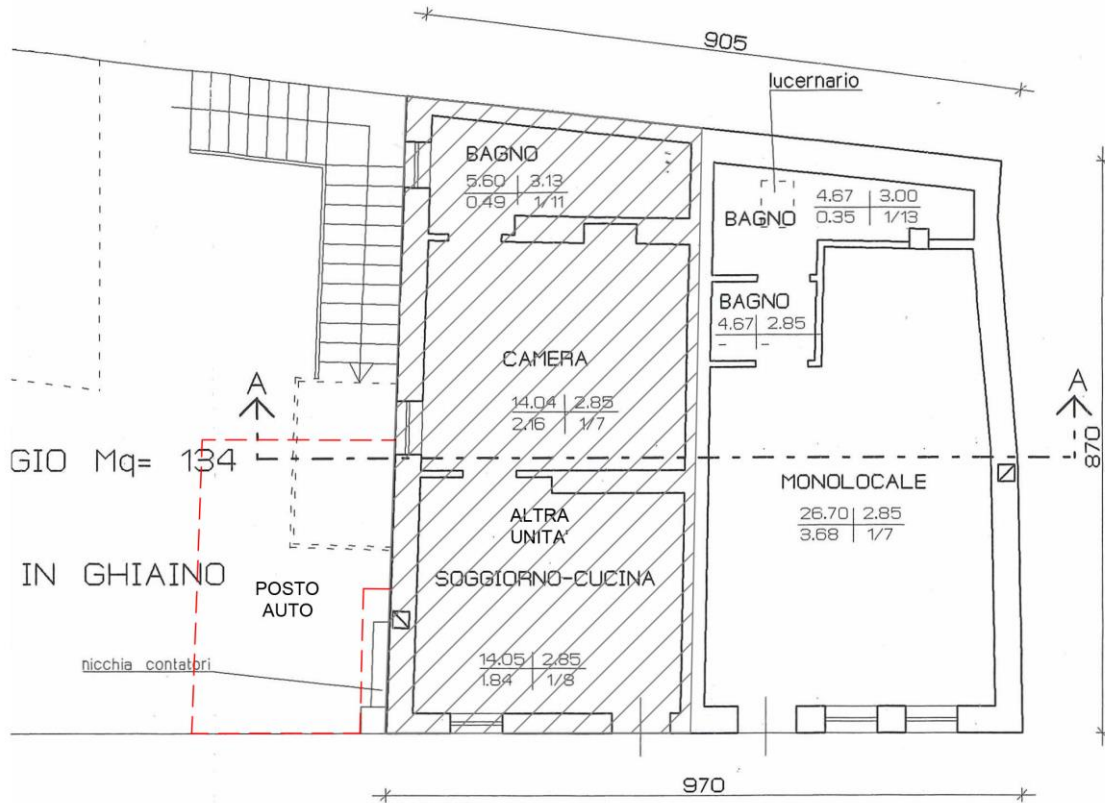 905
lucernario
BAGNO
5.60 3.13
0.49 1/11
4.67 3.00
BAGNO 0.35 1/13
BAGNO
4.67 2.85
- -
CAMERA
14.04 2.85
2.16 1/7
A
A
870
GIO Mq= 134
MONOLOCALE
26.70 2.85
3.68 1/7
ALTRA
UNITA'
IN GHIAINO
POSTO
AUTO
SOGGIORNO-CUCINA
nicchia contatori
14.05 2.85
1.84 1/8
970